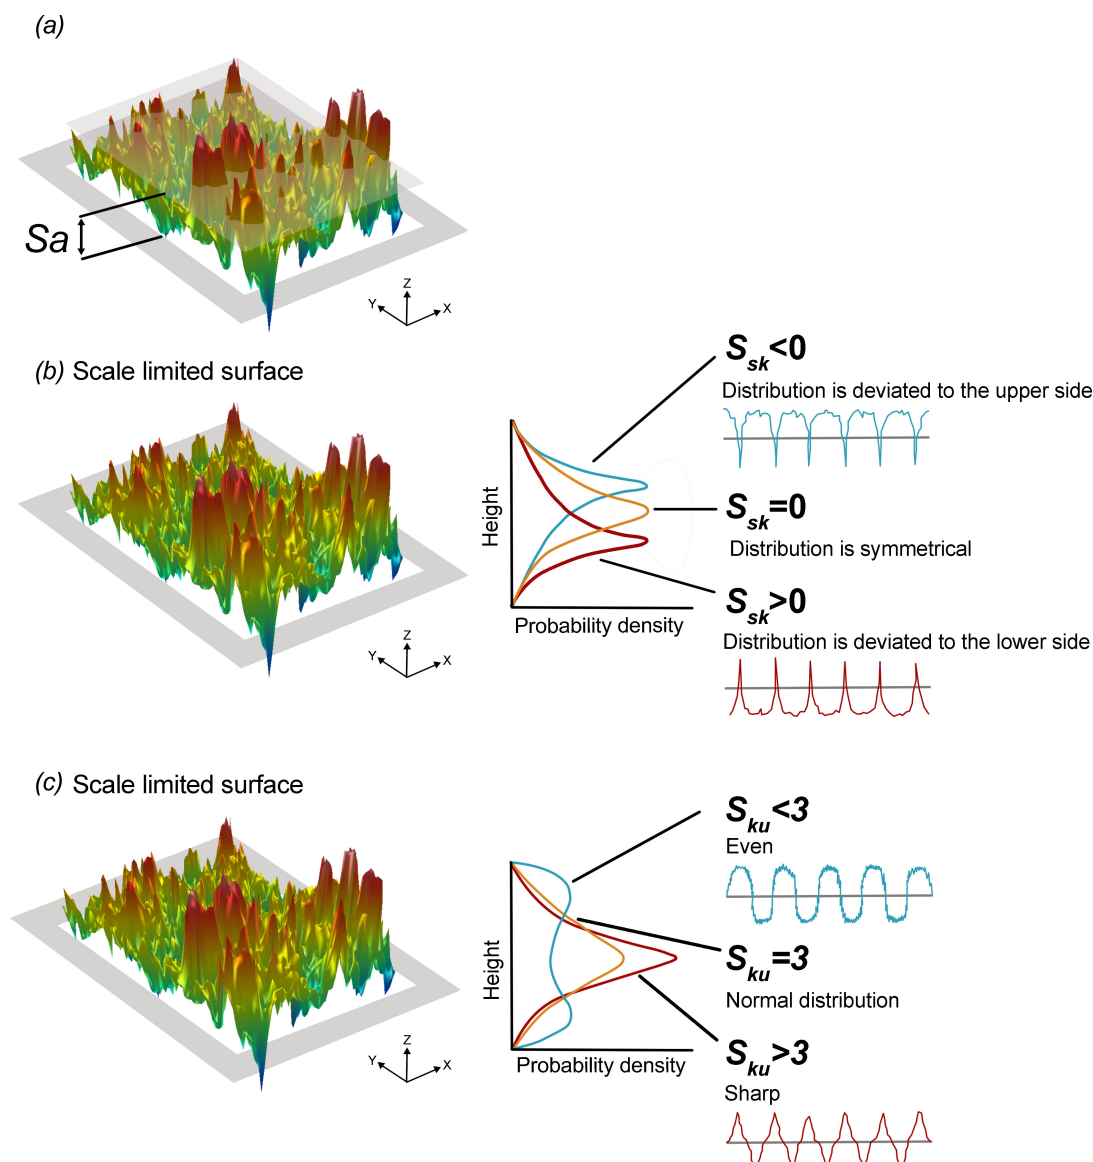 (a)
Sa
Z
Y
X
(b) Scale limited surface
Z
Y
X
Height
Probability density
Ssk<0
Distribution is deviated to the upper side
Ssk=0
Distribution is symmetrical
Ssk>0
Distribution is deviated to the lower side
(c) Scale limited surface
Z
Y
X
Height
Probability density
Sku<3
Even
Sku=3
Normal distribution
Sku>3
Sharp